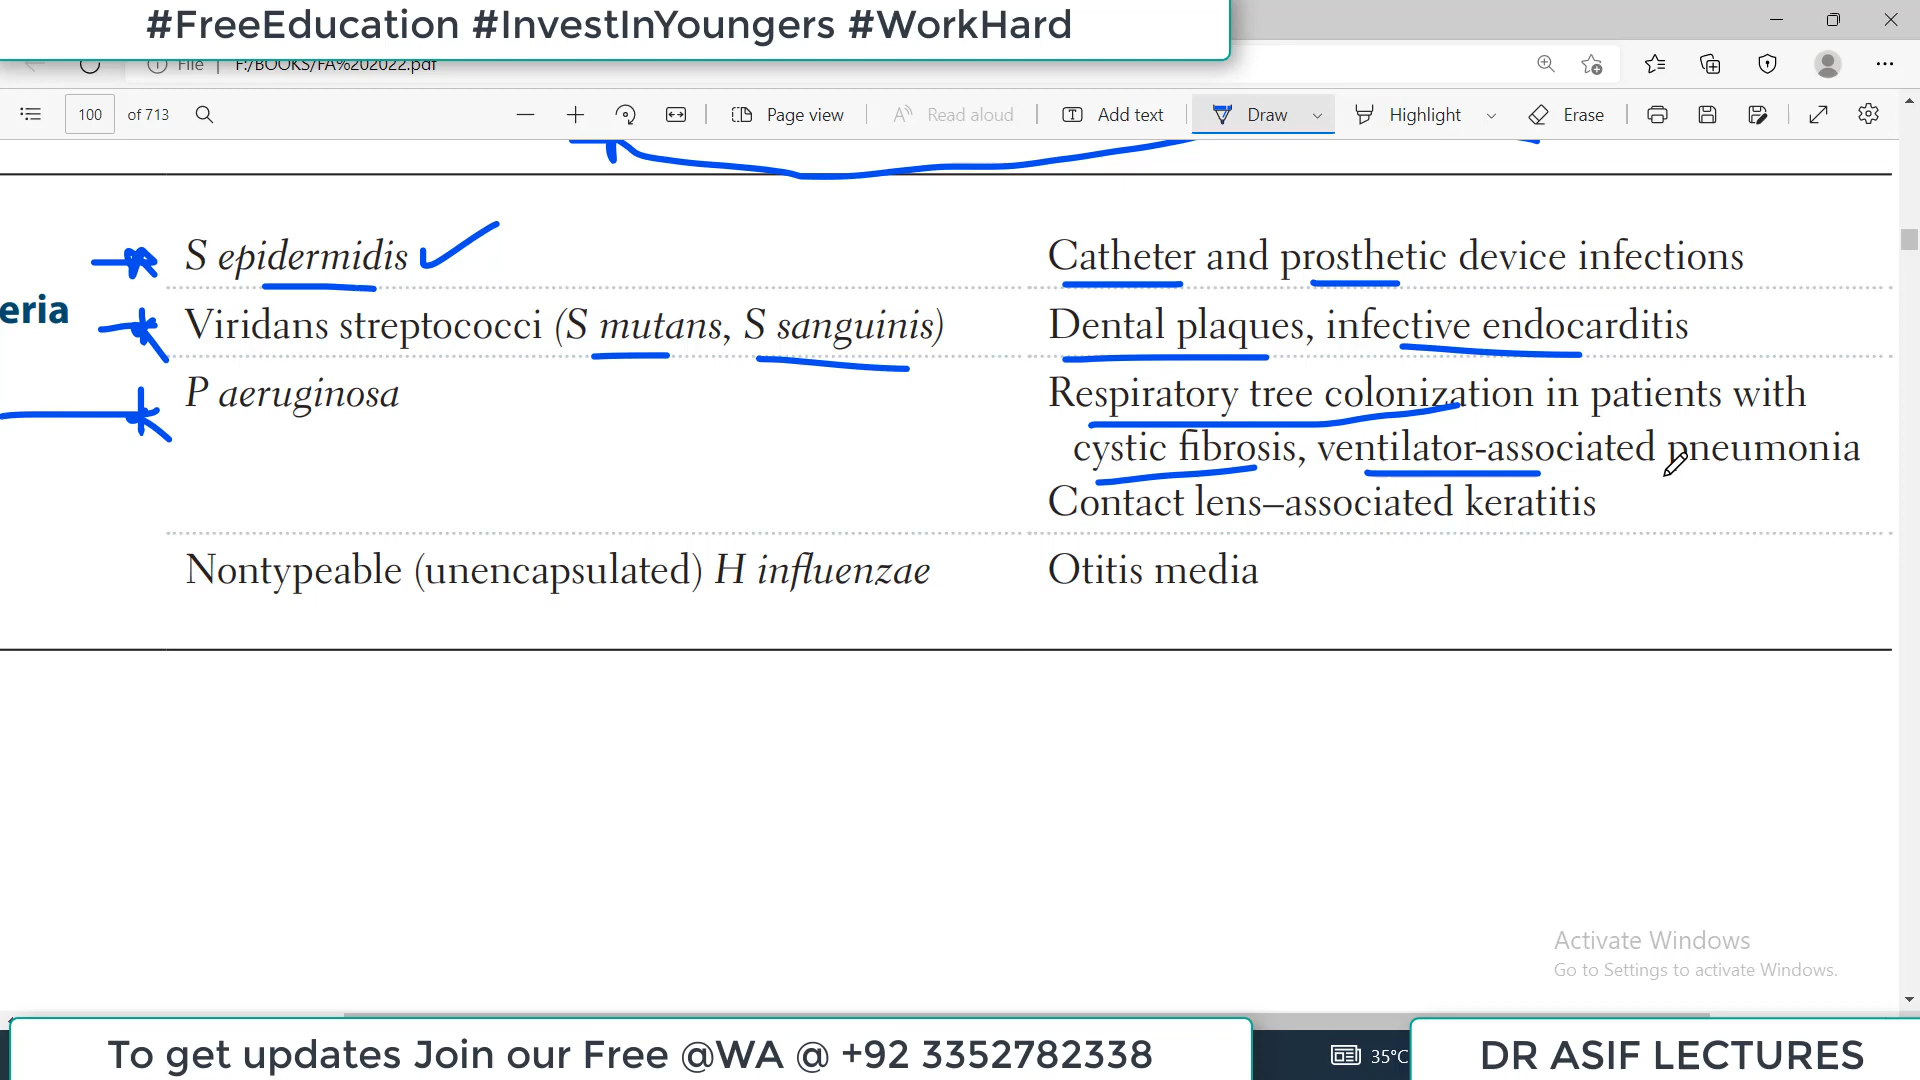 #FreeEducation #InvestInYoungers #WorkHard
File F:/BOOKS/FA%202022.pdf
100 of 713 Page view Read aloud Add text Draw Highlight Erase
S epidermidis Catheter and prosthetic device infections
eria
Viridans streptococci (S mutans, S sanguinis) Dental plaques, infective endocarditis
P aeruginosa Respiratory tree colonization in patients with
cystic fibrosis, ventilator-associated pneumonia
Contact lens–associated keratitis
Nontypeable (unencapsulated) H influenzae Otitis media
Activate Windows
Go to Settings to activate Windows.
To get updates Join our Free @WA @ +92 3352782338
35°C
DR ASIF LECTURES